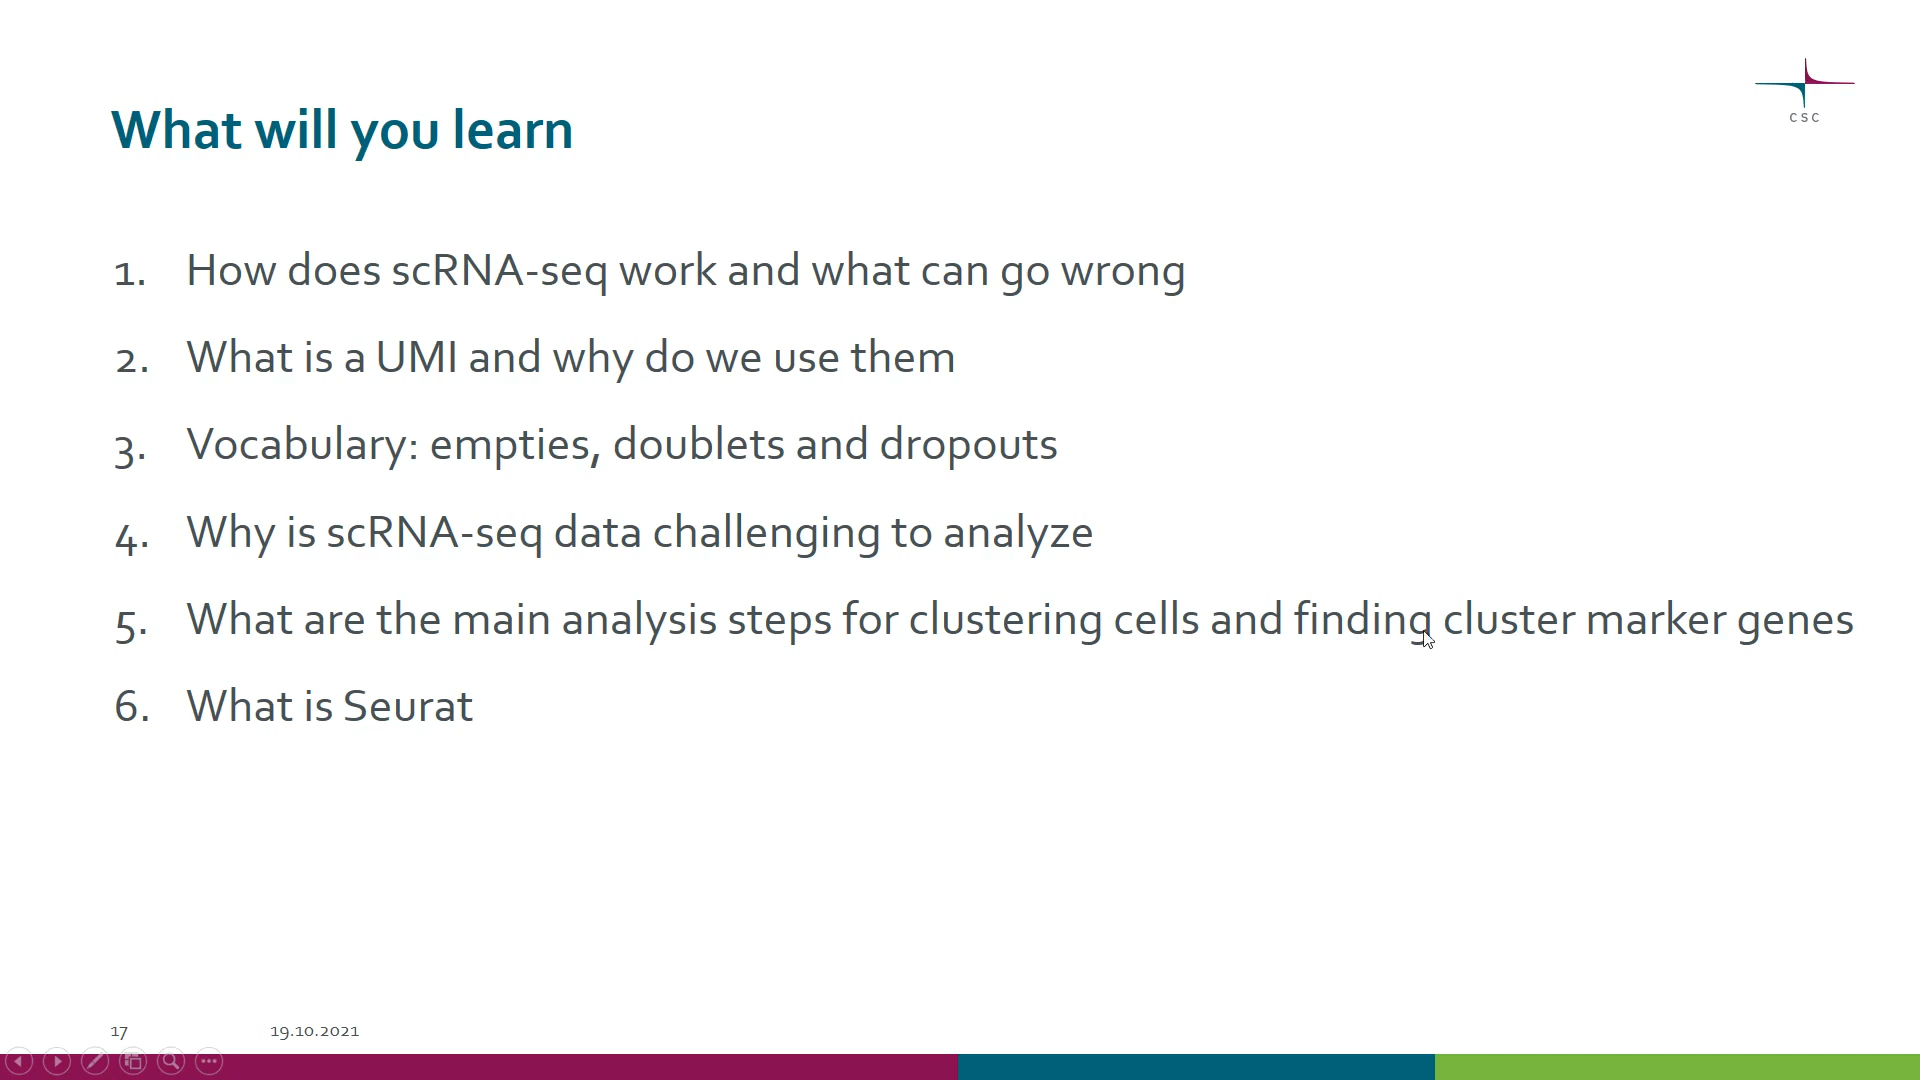 CSC
What will you learn
1. How does scRNA-seq work and what can go wrong
2. What is a UMI and why do we use them
3. Vocabulary: empties, doublets and dropouts
4. Why is scRNA-seq data challenging to analyze
5. What are the main analysis steps for clustering cells and finding cluster marker genes
6. What is Seurat
17 19.10.2021